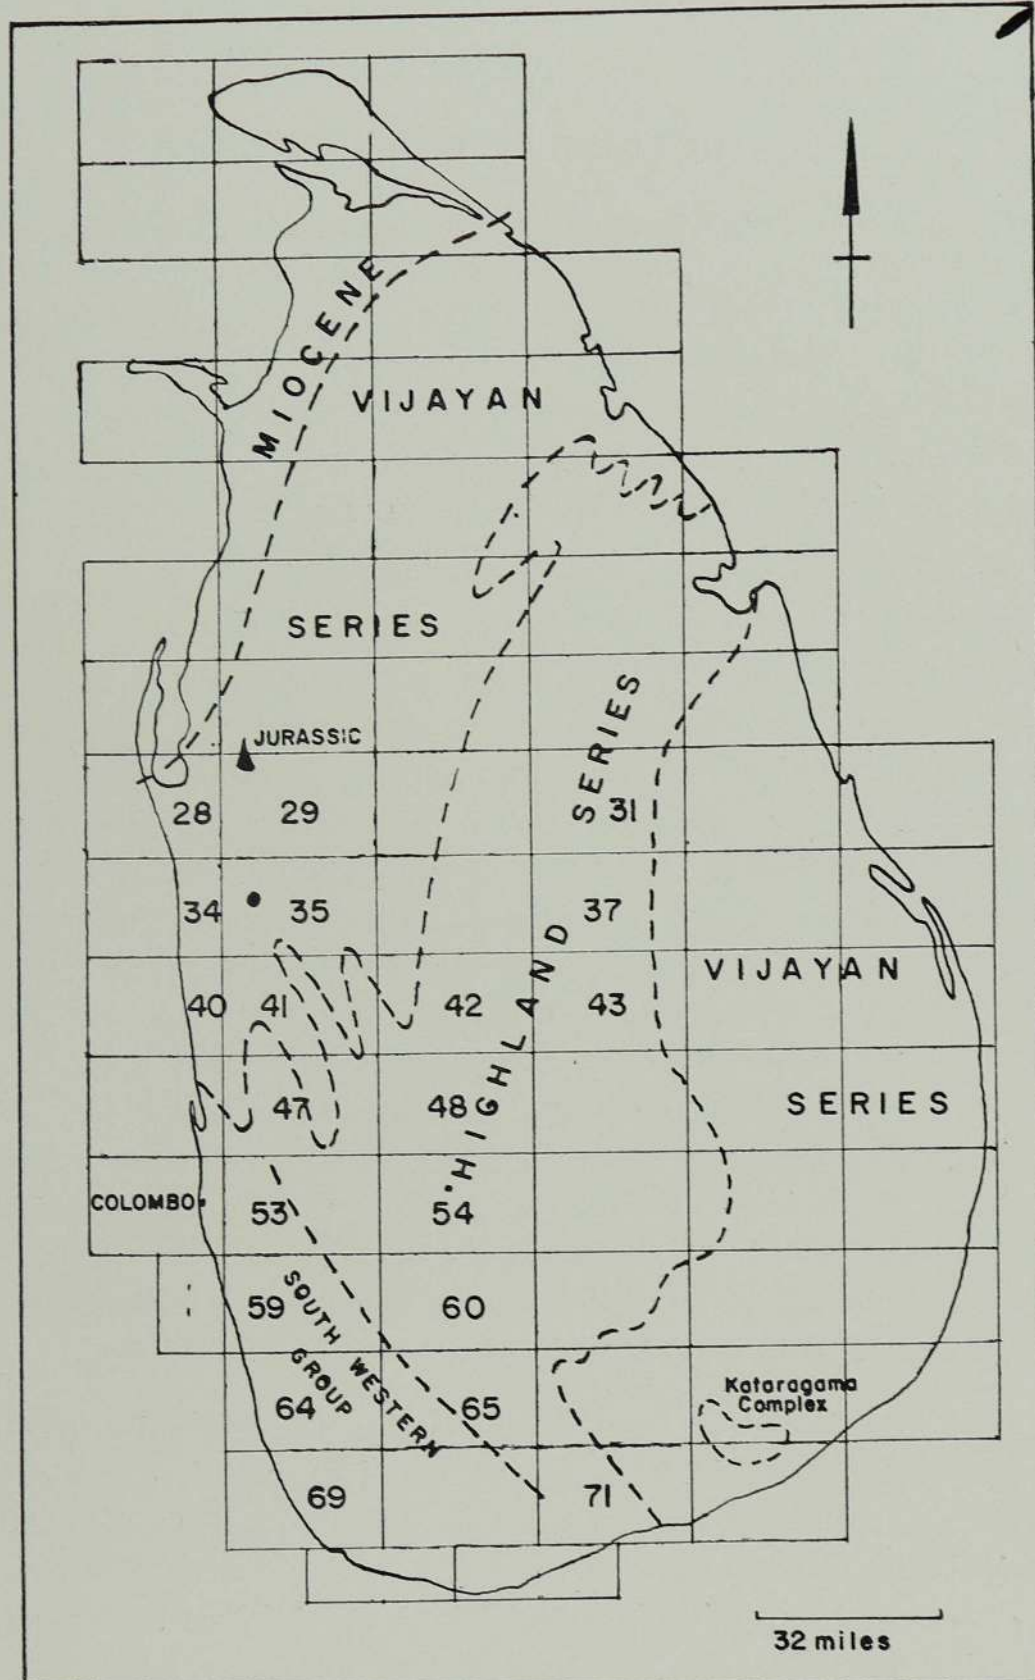 MIOCENE
VIJAYAN
SERIES
JURASSIC
SERIES
28
29
31
34
35
37
HIGHLAND
VIJAYAN
40
41
42
43
47
48
SERIES
COLOMBO
53
54
59
60
SOUTH WESTERN
GROUP
Kataragama
Complex
64
65
69
71
32 miles